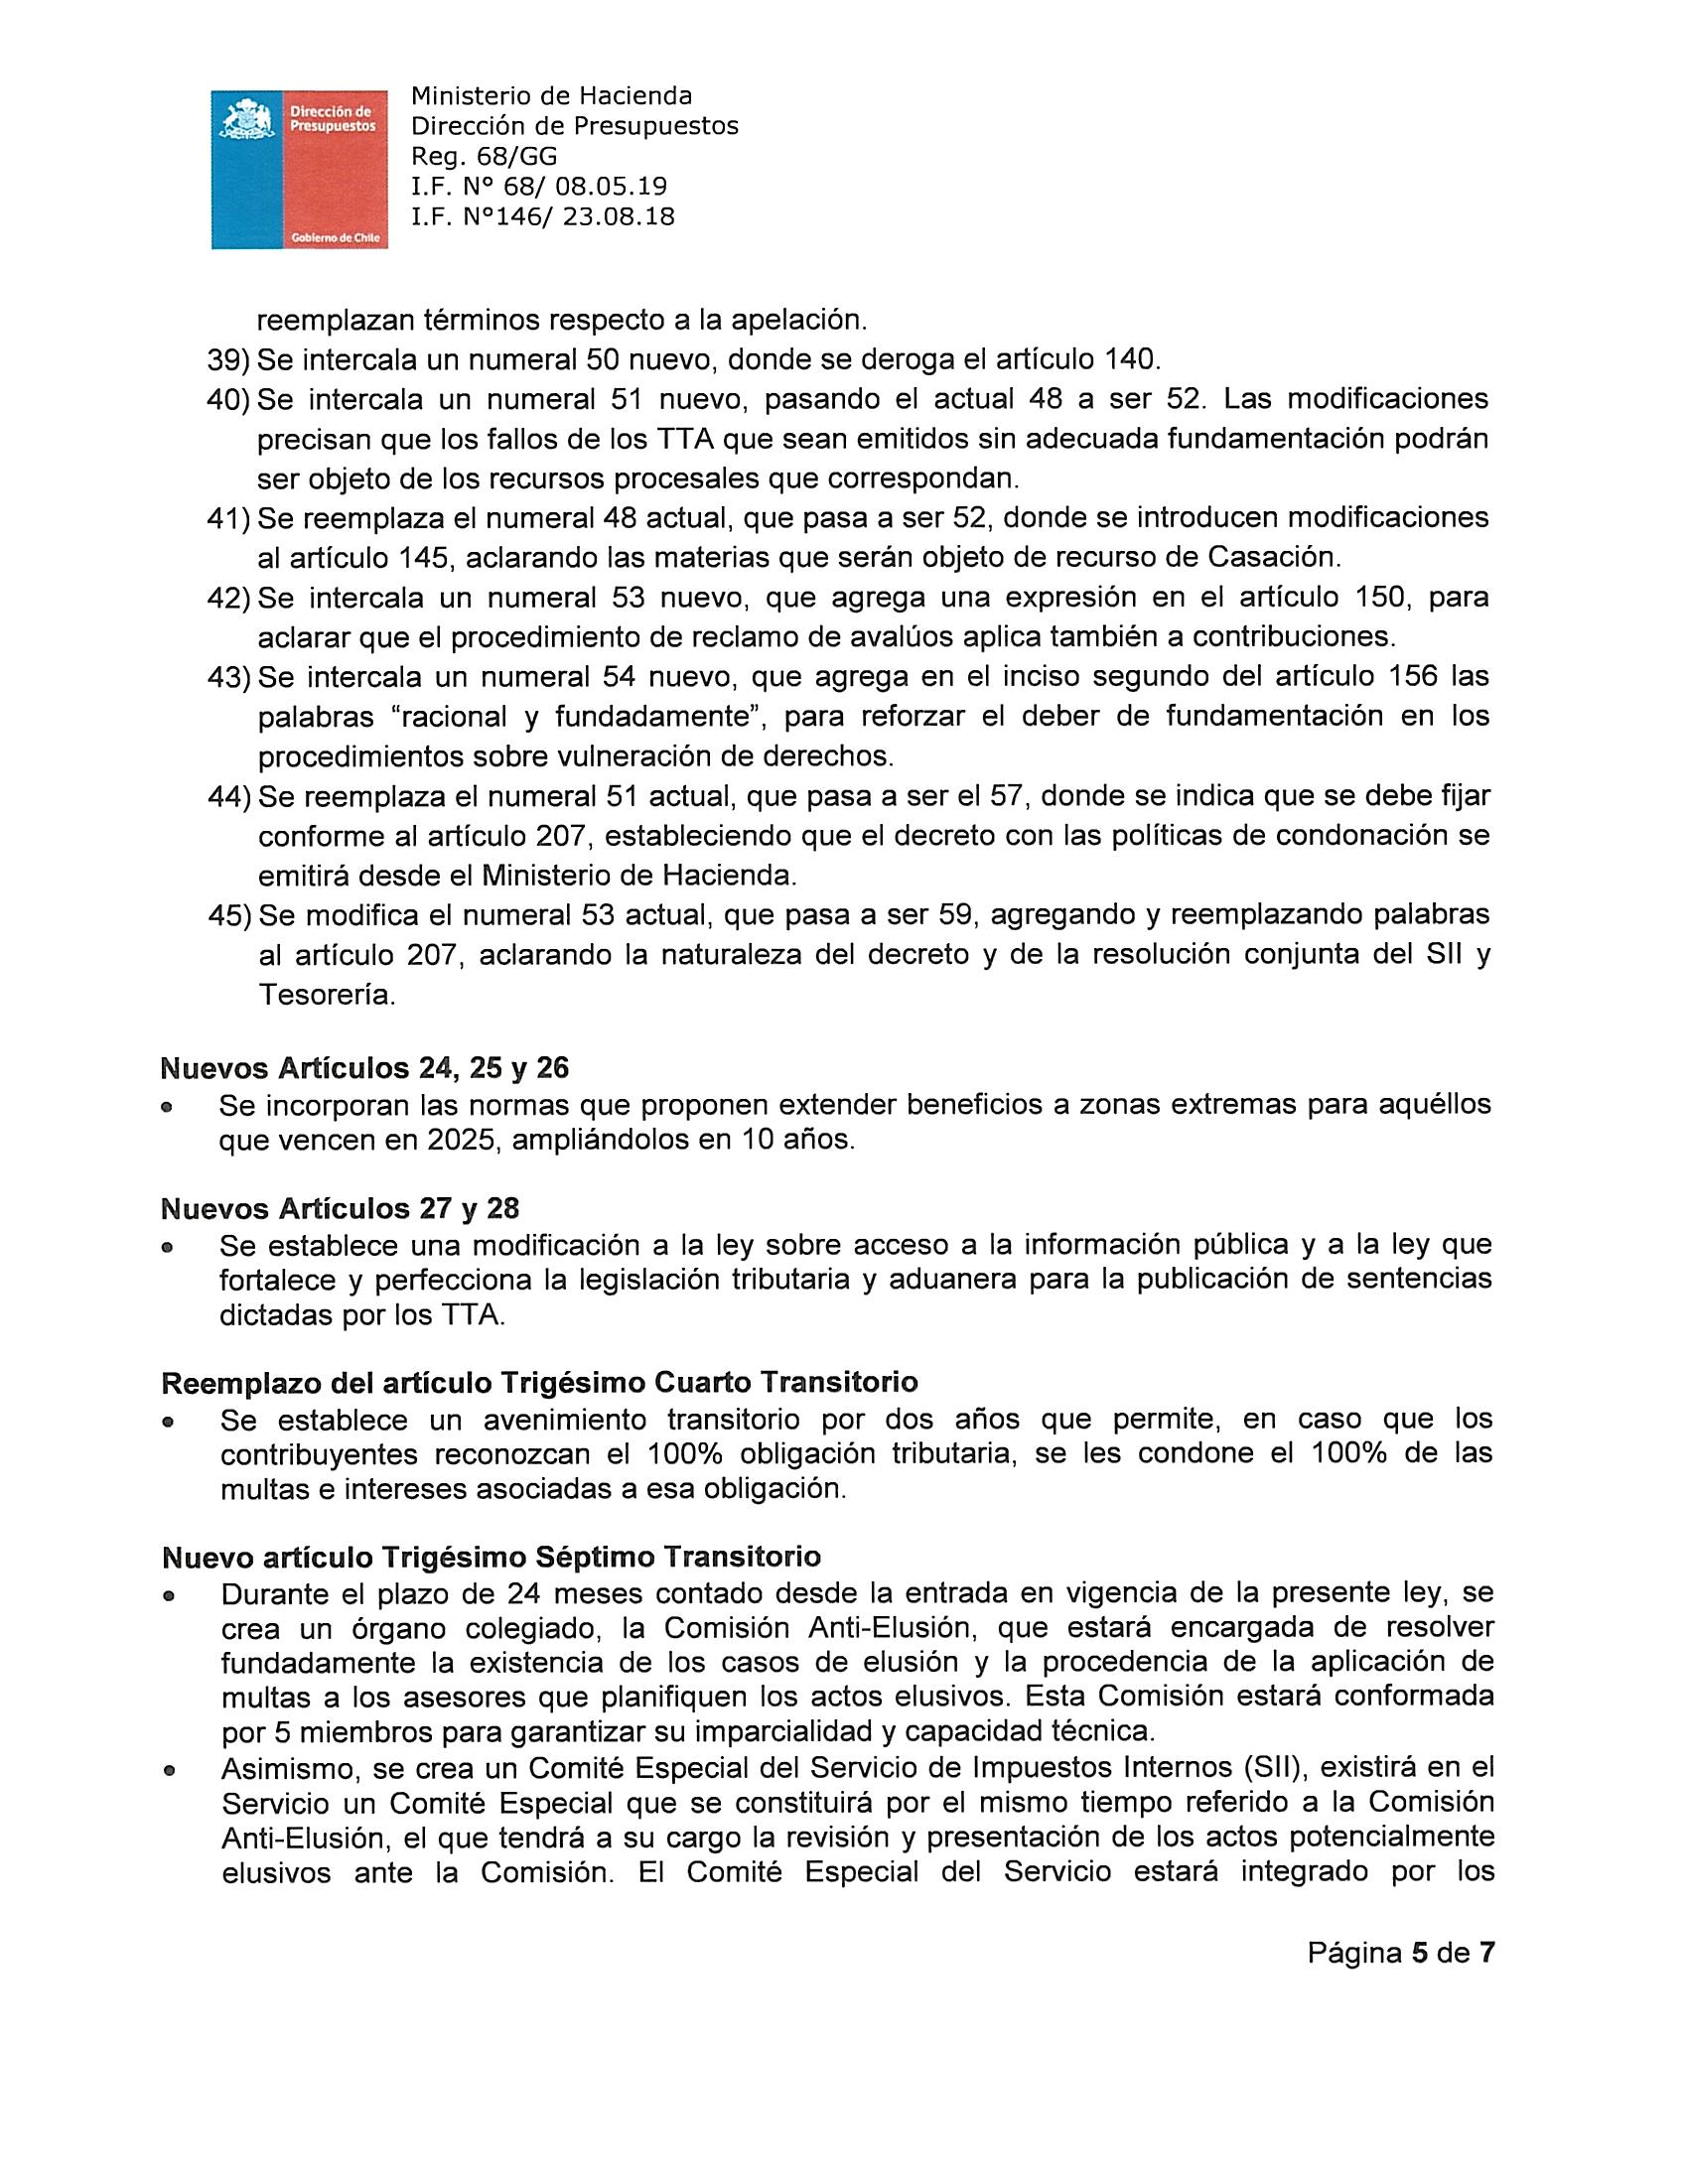 Dirección de
Presupuestos
Gobierno de Chile
Ministerio de Hacienda
Dirección de Presupuestos
Reg. 68/GG
I.F. N° 68/ 08.05.19
I.F. N°146/ 23.08.18
reemplazan términos respecto a la apelación.
39) Se intercala un numeral 50 nuevo, donde se deroga el artículo 140.
40) Se intercala un numeral 51 nuevo, pasando el actual 48 a ser 52. Las modificaciones
precisan que los fallos de los TTA que sean emitidos sin adecuada fundamentación podrán
ser objeto de los recursos procesales que correspondan.
41) Se reemplaza el numeral 48 actual, que pasa a ser 52, donde se introducen modificaciones
al artículo 145, aclarando las materias que serán objeto de recurso de Casación.
42) Se intercala un numeral 53 nuevo, que agrega una expresión en el artículo 150, para
aclarar que el procedimiento de reclamo de avalúos aplica también a contribuciones.
43) Se intercala un numeral 54 nuevo, que agrega en el inciso segundo del artículo 156 las
palabras “racional y fundadamente”, para reforzar el deber de fundamentación en los
procedimientos sobre vulneración de derechos.
44) Se reemplaza el numeral 51 actual, que pasa a ser el 57, donde se indica que se debe fijar
conforme al artículo 207, estableciendo que el decreto con las políticas de condonación se
emitirá desde el Ministerio de Hacienda.
45) Se modifica el numeral 53 actual, que pasa a ser 59, agregando y reemplazando palabras
al artículo 207, aclarando la naturaleza del decreto y de la resolución conjunta del SII y
Tesorería.
Nuevos Artículos 24, 25 y 26
• Se incorporan las normas que proponen extender beneficios a zonas extremas para aquéllos
que vencen en 2025, ampliándolos en 10 años.
Nuevos Artículos 27 y 28
• Se establece una modificación a la ley sobre acceso a la información pública y a la ley que
fortalece y perfecciona la legislación tributaria y aduanera para la publicación de sentencias
dictadas por los TTA.
Reemplazo del artículo Trigésimo Cuarto Transitorio
• Se establece un avenimiento transitorio por dos años que permite, en caso que los
contribuyentes reconozcan el 100% obligación tributaria, se les condone el 100% de las
multas e intereses asociadas a esa obligación.
Nuevo artículo Trigésimo Séptimo Transitorio
• Durante el plazo de 24 meses contado desde la entrada en vigencia de la presente ley, se
crea un órgano colegiado, la Comisión Anti-Elusión, que estará encargada de resolver
fundadamente la existencia de los casos de elusión y la procedencia de la aplicación de
multas a los asesores que planifiquen los actos elusivos. Esta Comisión estará conformada
por 5 miembros para garantizar su imparcialidad y capacidad técnica.
• Asimismo, se crea un Comité Especial del Servicio de Impuestos Internos (SII), existirá en el
Servicio un Comité Especial que se constituirá por el mismo tiempo referido a la Comisión
Anti-Elusión, el que tendrá a su cargo la revisión y presentación de los actos potencialmente
elusivos ante la Comisión. El Comité Especial del Servicio estará integrado por los
Página 5 de 7